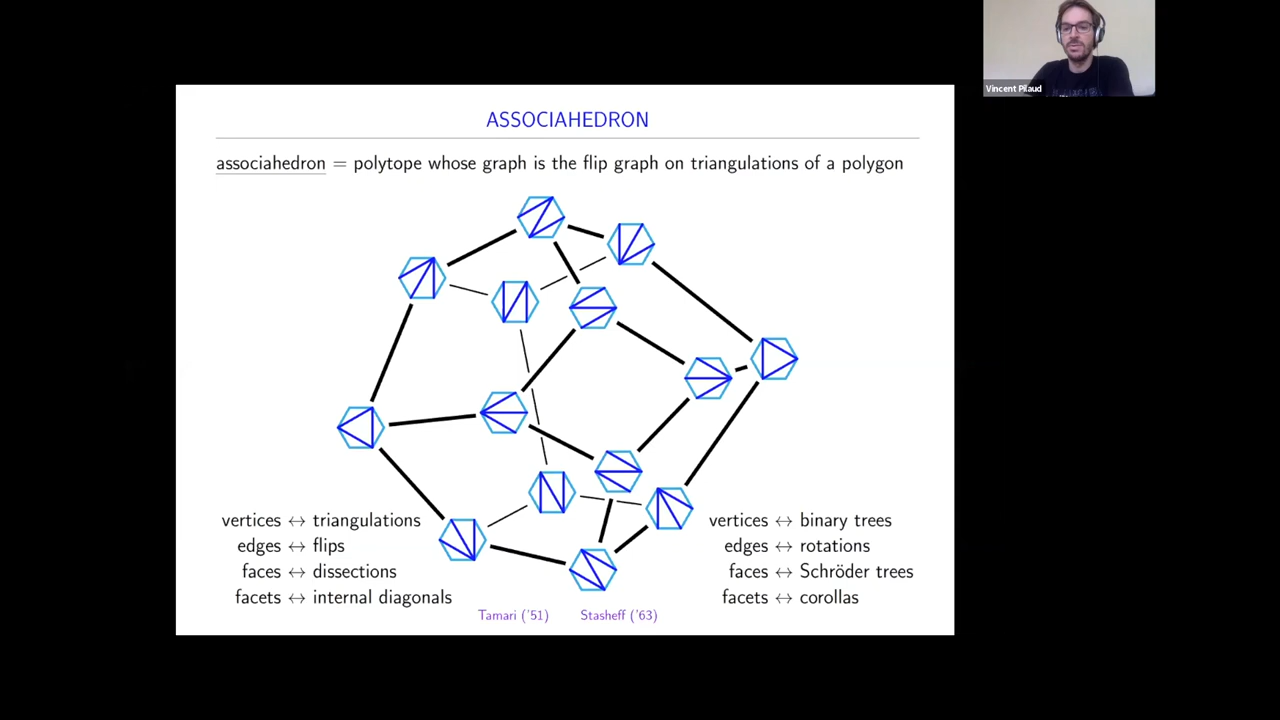 Vincent Pilaud
ASSOCIAHEDRON
associahedron = polytope whose graph is the flip graph on triangulations of a polygon
vertices ↔ triangulations
edges ↔ flips
faces ↔ dissections
facets ↔ internal diagonals
vertices ↔ binary trees
edges ↔ rotations
faces ↔ Schröder trees
facets ↔ corollas
Tamari ('51) Stasheff ('63)